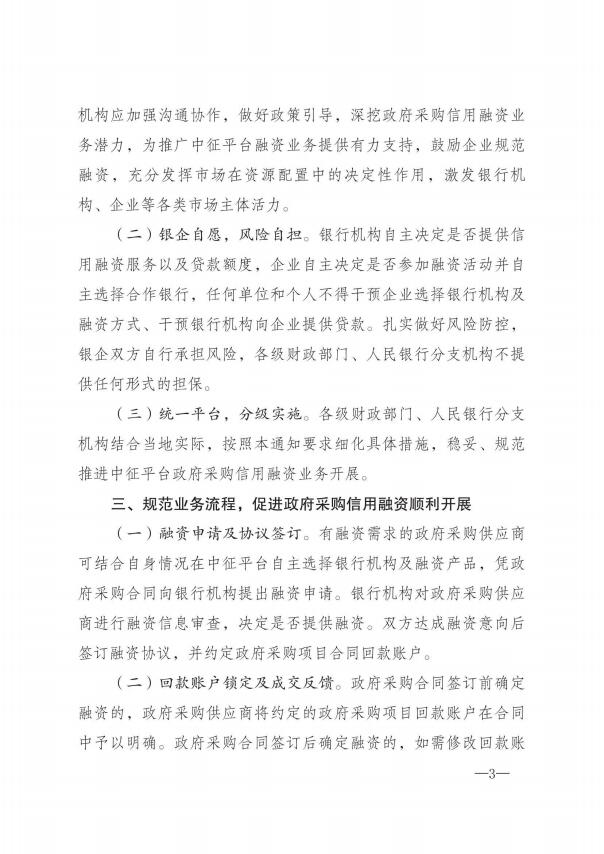 机构应加强沟通协作，做好政策引导，深挖政府采购信用融资业
务潜力，为推广中征平台融资业务提供有力支持，鼓励企业规范
融资，充分发挥市场在资源配置中的决定性作用，激发银行机
构、企业等各类市场主体活力。
（二）银企自愿，风险自担。银行机构自主决定是否提供信
用融资服务以及贷款额度，企业自主决定是否参加融资活动并自
主选择合作银行，任何单位和个人不得干预企业选择银行机构及
融资方式、干预银行机构向企业提供贷款。扎实做好风险防控，
银企双方自行承担风险，各级财政部门、人民银行分支机构不提
供任何形式的担保。
（三）统一平台，分级实施。各级财政部门、人民银行分支
机构结合当地实际，按照本通知要求细化具体措施，稳妥、规范
推进中征平台政府采购信用融资业务开展。
三、规范业务流程，促进政府采购信用融资顺利开展
（一）融资申请及协议签订。有融资需求的政府采购供应商
可结合自身情况在中征平台自主选择银行机构及融资产品，凭政
府采购合同向银行机构提出融资申请。银行机构对政府采购供应
商进行融资信息审查，决定是否提供融资。双方达成融资意向后
签订融资协议，并约定政府采购项目合同回款账户。
（二）回款账户锁定及成交反馈。政府采购合同签订前确定
融资的，政府采购供应商将约定的政府采购项目回款账户在合同
中予以明确。政府采购合同签订后确定融资的，如需修改回款账
—3—